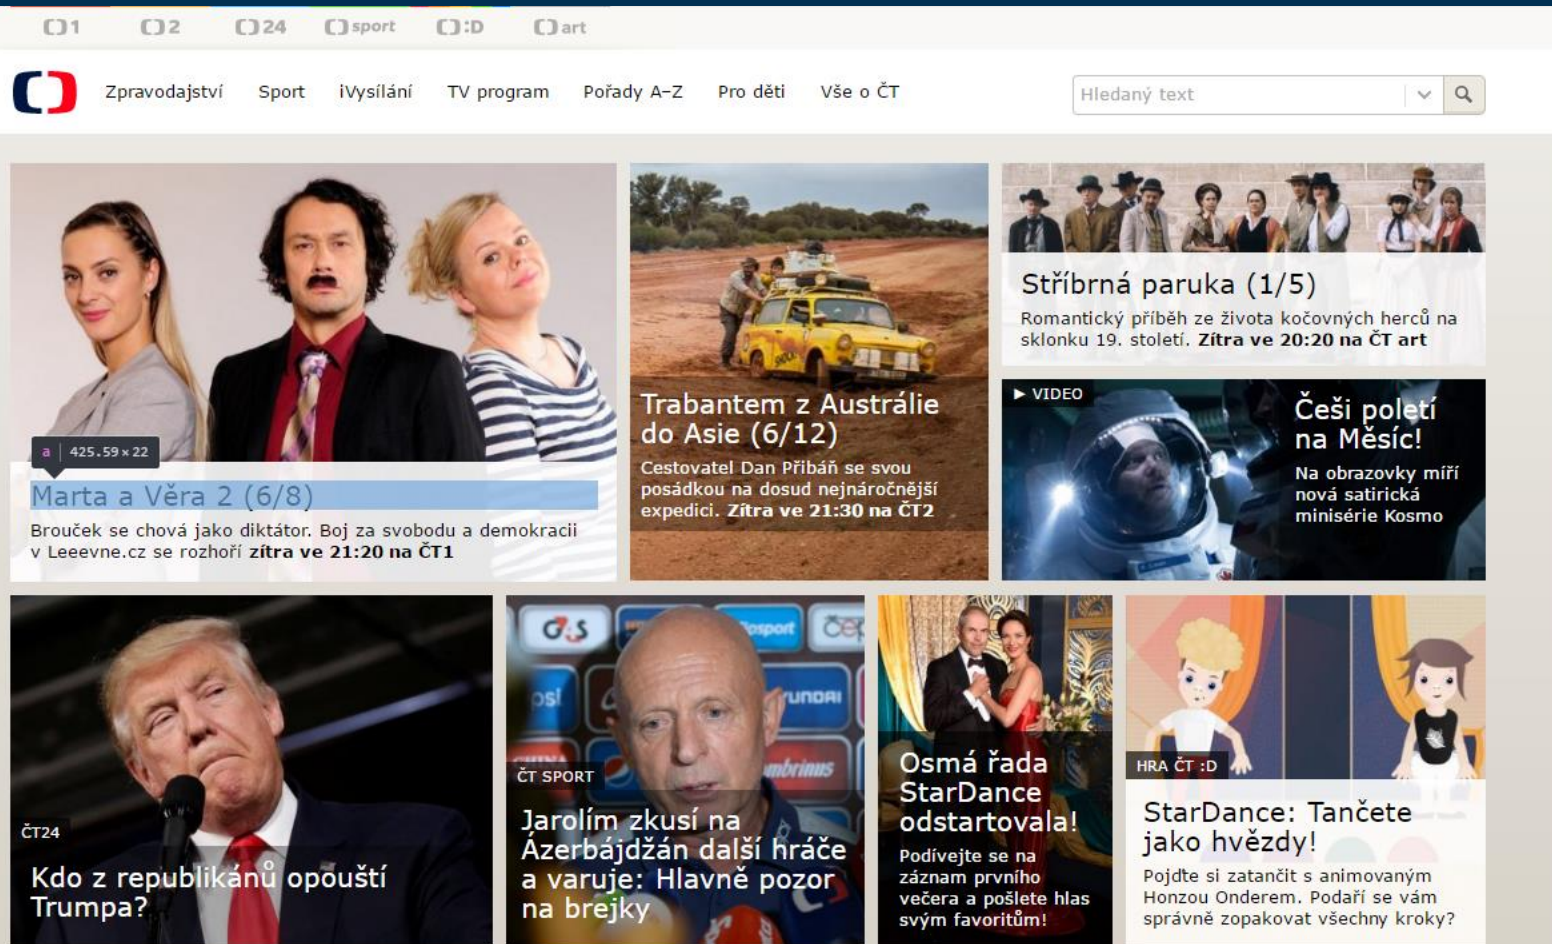 1
2
24
sport
:D
art
Zpravodajství
Sport
iVysílání
TV program
Pořady A–Z
Pro děti
Vše o ČT
Hledaný text
a | 425.59 × 22
Marta a Věra 2 (6/8)
Brouček se chová jako diktátor. Boj za svobodu a demokracii
v Leeevne.cz se rozhoří zítra ve 21:20 na ČT1
Trabantem z Austrálie
do Asie (6/12)
Cestovatel Dan Přibáň se svou
posádkou na dosud nejnáročnější
expedici. Zítra ve 21:30 na ČT2
Stříbrná paruka (1/5)
Romantický příběh ze života kočovných herců na
sklonku 19. století. Zítra ve 20:20 na ČT art
► VIDEO
Češi poletí
na Měsíc!
Na obrazovky míří
nová satirická
minisérie Kosmo
ČT24
Kdo z republikánů opouští
Trumpa?
G4S
ČT SPORT
Jarolím zkusí na
Ázerbájdžán další hráče
a varuje: Hlavně pozor
na brejky
Osmá řada
StarDance
odstartovala!
Podívejte se na
záznam prvního
večera a pošlete hlas
svým favoritům!
HRA ČT :D
StarDance: Tančete
jako hvězdy!
Pojďte si zatančit s animovaným
Honzou Onderem. Podaří se vám
správně zopakovat všechny kroky?